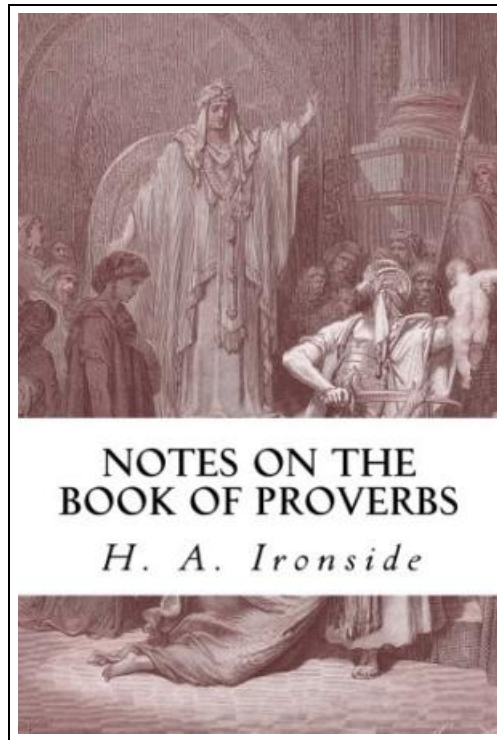 NOTES ON THE
BOOK OF PROVERBS
H. A. Ironside